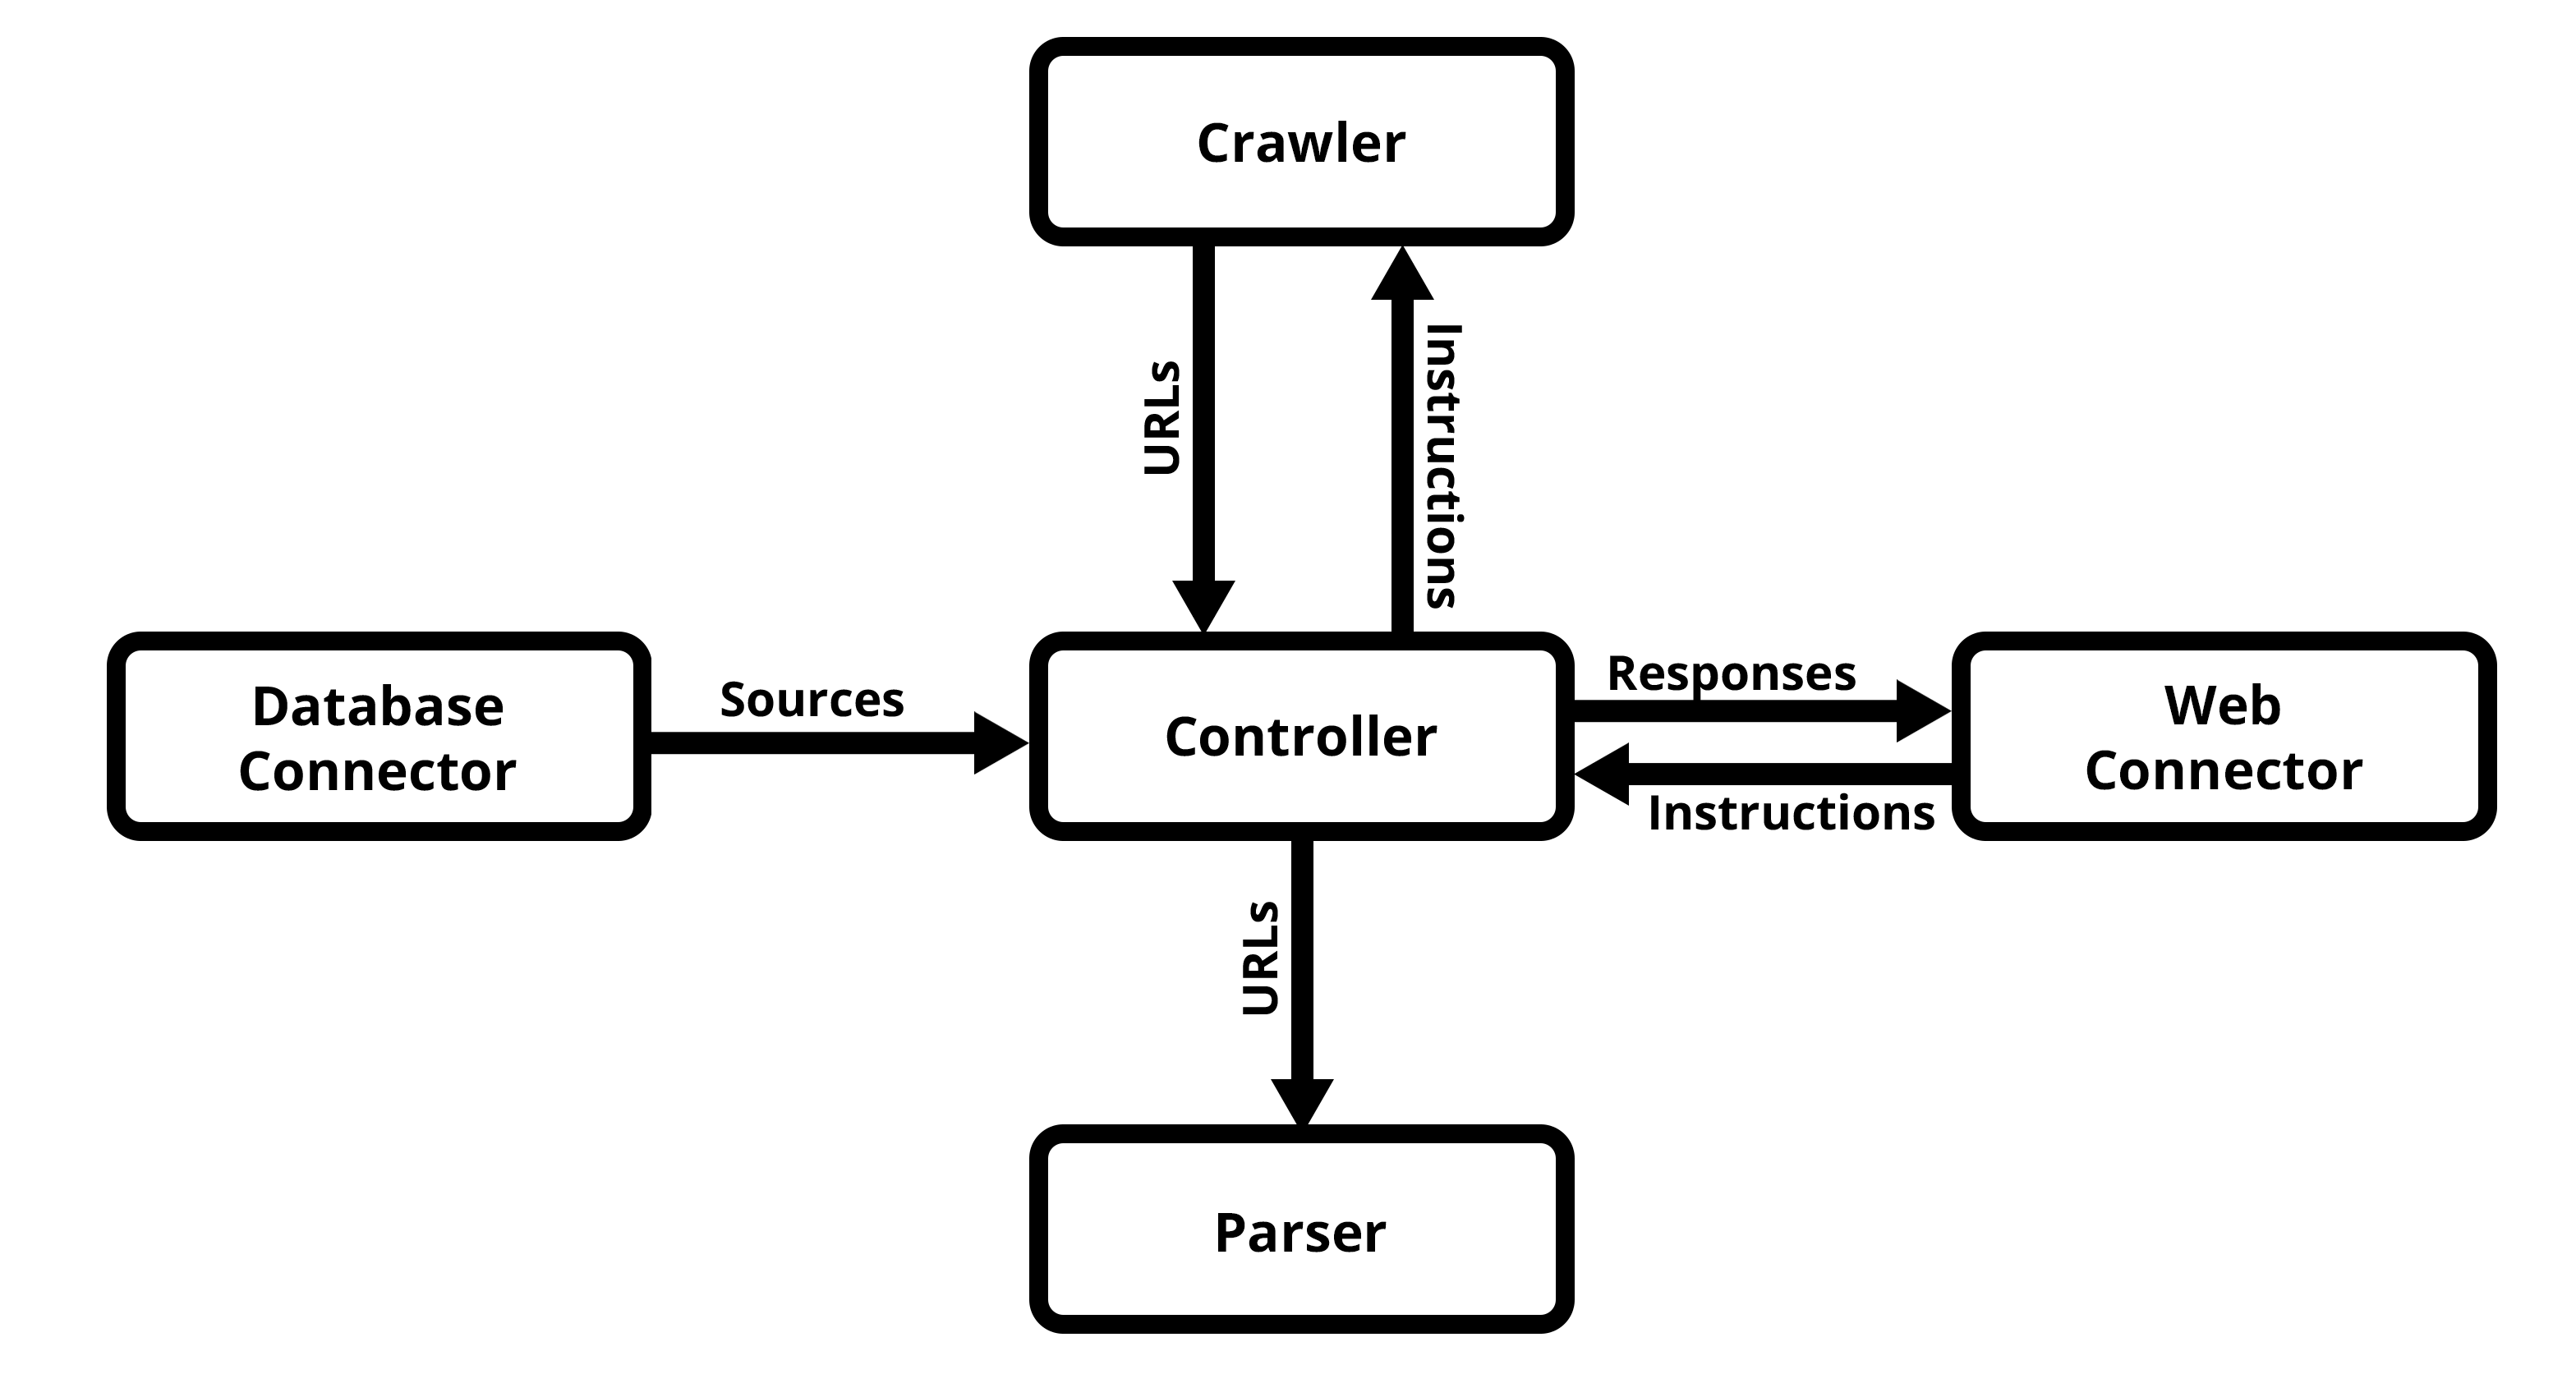 Crawler
URLs
Instructions
Database
Connector
Sources
Controller
Responses
Instructions
Web
Connector
URLs
Parser